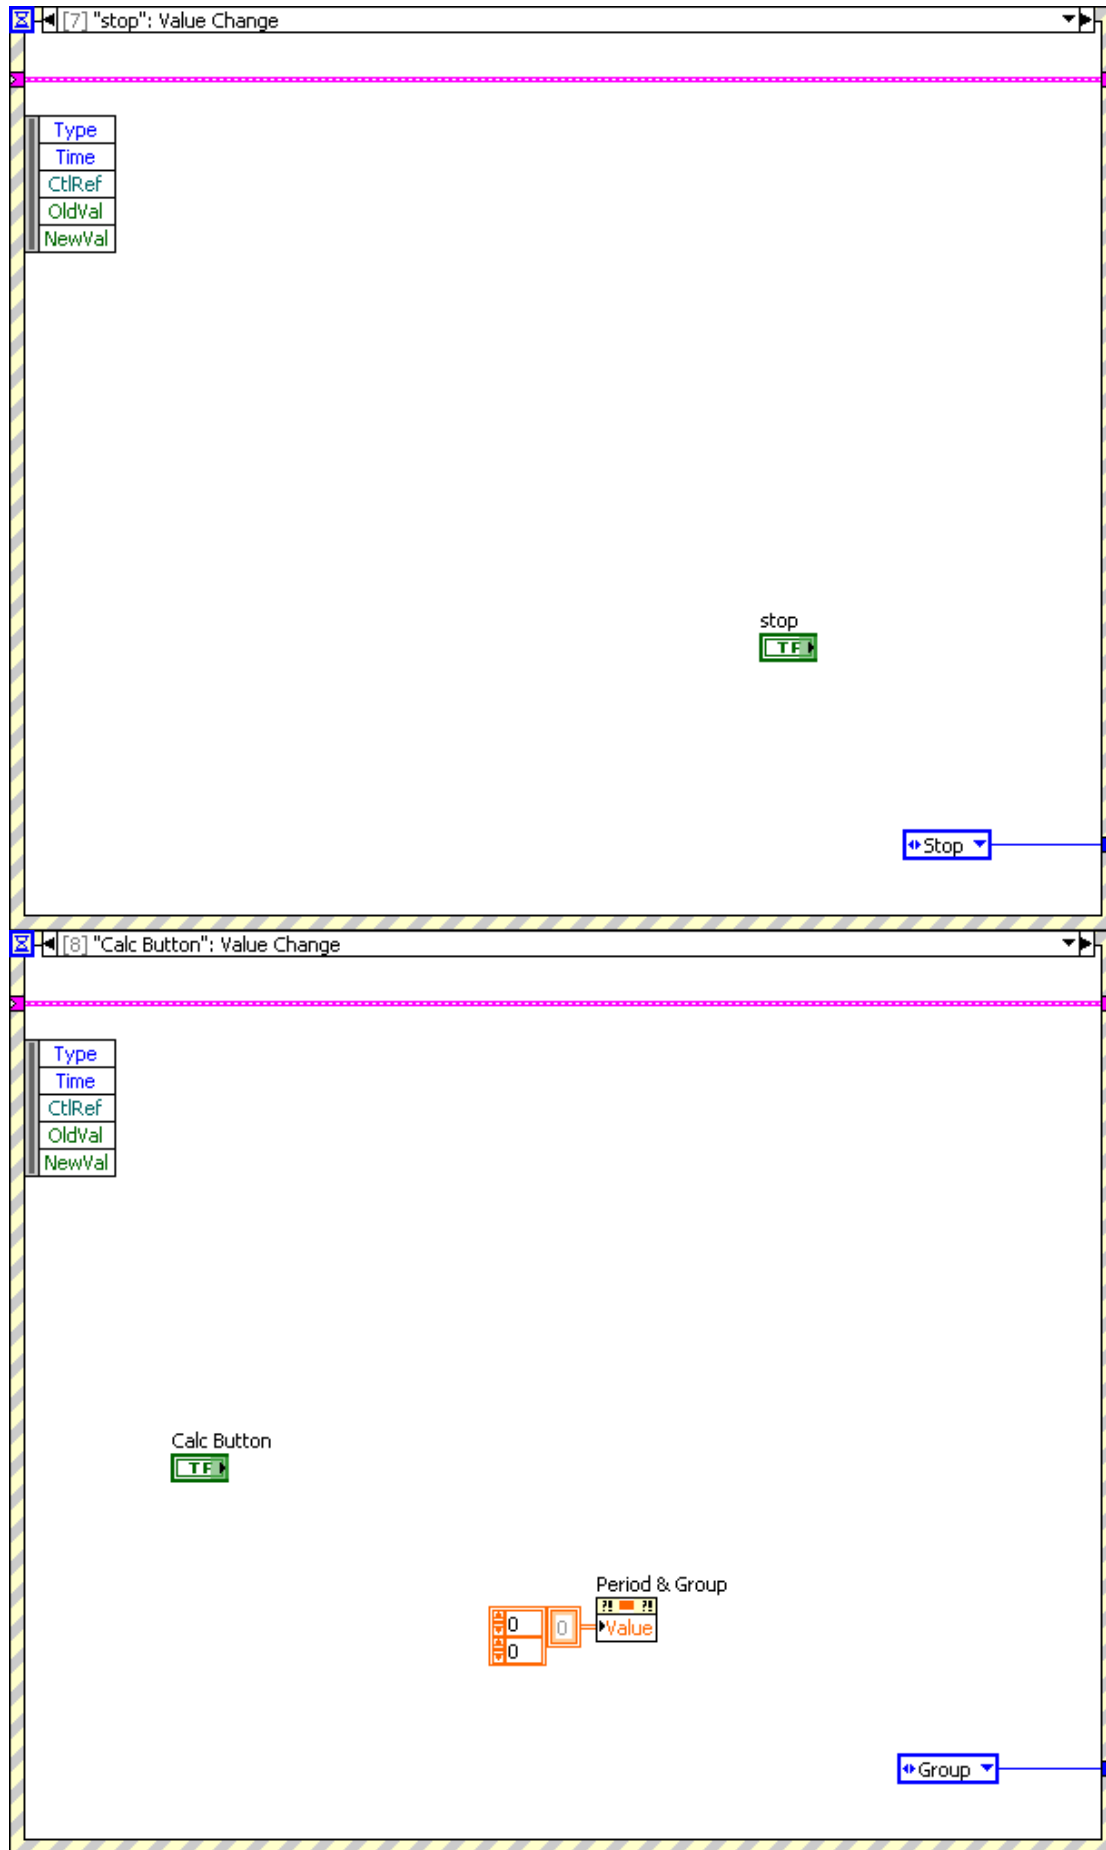 [7] "stop": Value Change
Type
Time
CtlRef
OldVal
NewVal
stop
TF
Stop
[8] "Calc Button": Value Change
Type
Time
CtlRef
OldVal
NewVal
Calc Button
TF
Period & Group
?! ?!
0 0 Value
0
Group